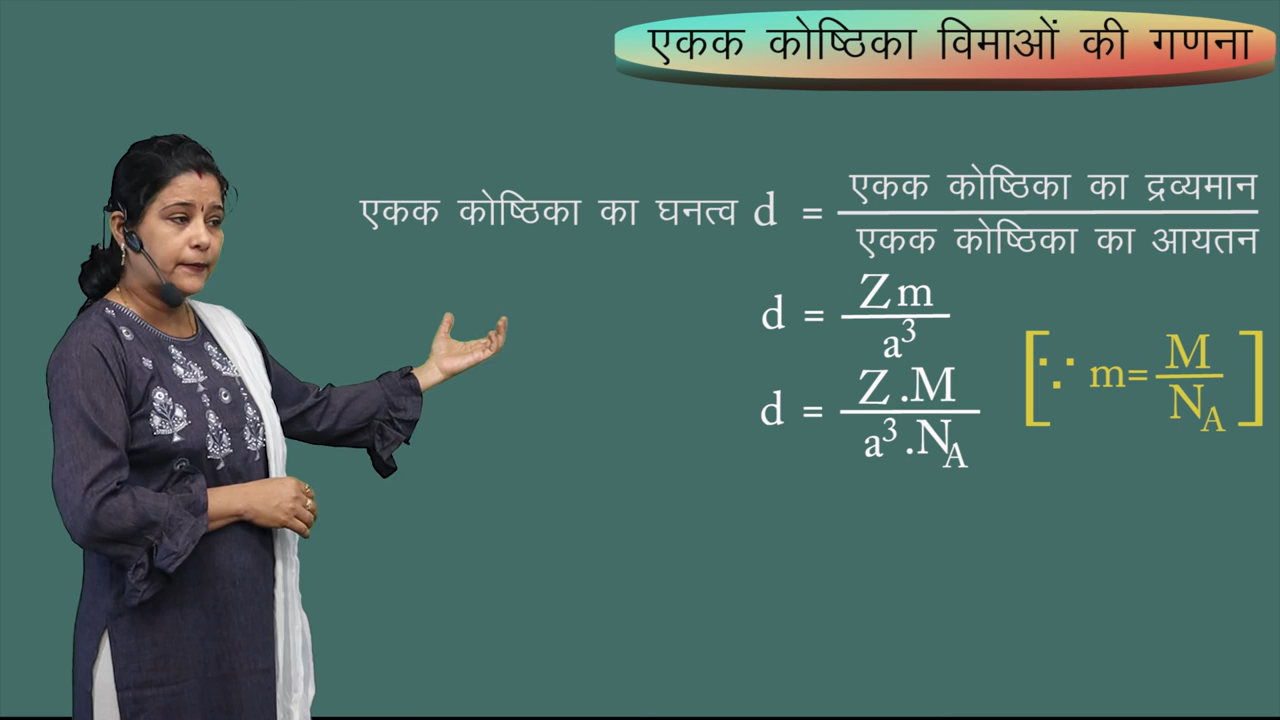 एकक कोष्ठिका विमाओं की गणना
एकक कोष्ठिका का घनत्व d = एकक कोष्ठिका का द्रव्यमान / एकक कोष्ठिका का आयतन
d = Zm / a³
d = Z.M / a³.N_A [∵ m= M / N_A]